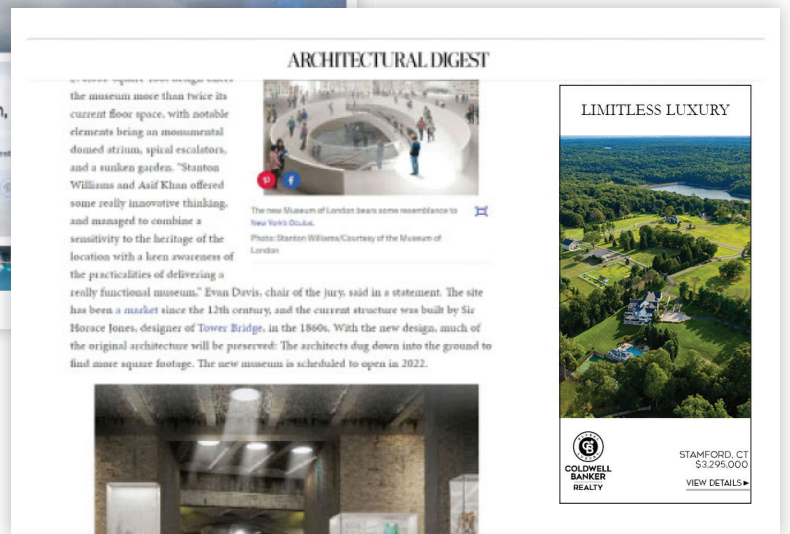 ARCHITECTURAL DIGEST
the museum more than twice its
current floor space, with notable
elements being an monumental
domed atrium, spiral escalators,
and a sunken garden. "Stanton
Williams and Asif Khan offered
some really innovative thinking,
and managed to combine a
sensitivity to the heritage of the
location with a keen awareness of
the practicalities of delivering a
really functional museum," Evan Davis, chair of the jury, said in a statement. The site
has been a market since the 12th century, and the current structure was built by Sir
Horace Jones, designer of Tower Bridge, in the 1860s. With the new design, much of
the original architecture will be preserved: The architects dug down into the ground to
find more square footage. The new museum is scheduled to open in 2022.
The new Museum of London bears some resemblance to
New York's Oculus.
Photo: Stanton Williams/Courtesy of the Museum of
London
LIMITLESS LUXURY
COLDWELL
BANKER
REALTY
STAMFORD, CT
$3,295,000
VIEW DETAILS ▶